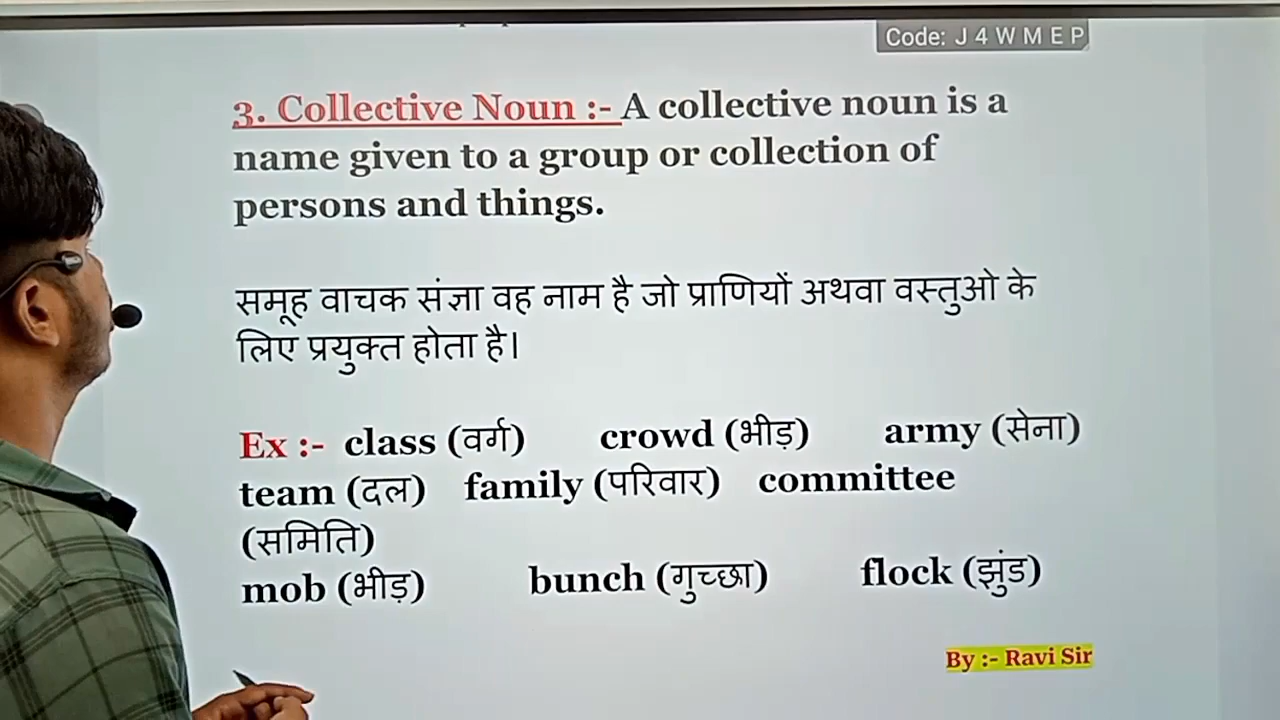 Code: J 4 W M E P
3. Collective Noun :- A collective noun is a
name given to a group or collection of
persons and things.
समूह वाचक संज्ञा वह नाम है जो प्राणियों अथवा वस्तुओ के
लिए प्रयुक्त होता है।
Ex :- class (वर्ग) crowd (भीड़) army (सेना)
team (दल) family (परिवार) committee
(समिति)
mob (भीड़) bunch (गुच्छा) flock (झुंड)
By :- Ravi Sir